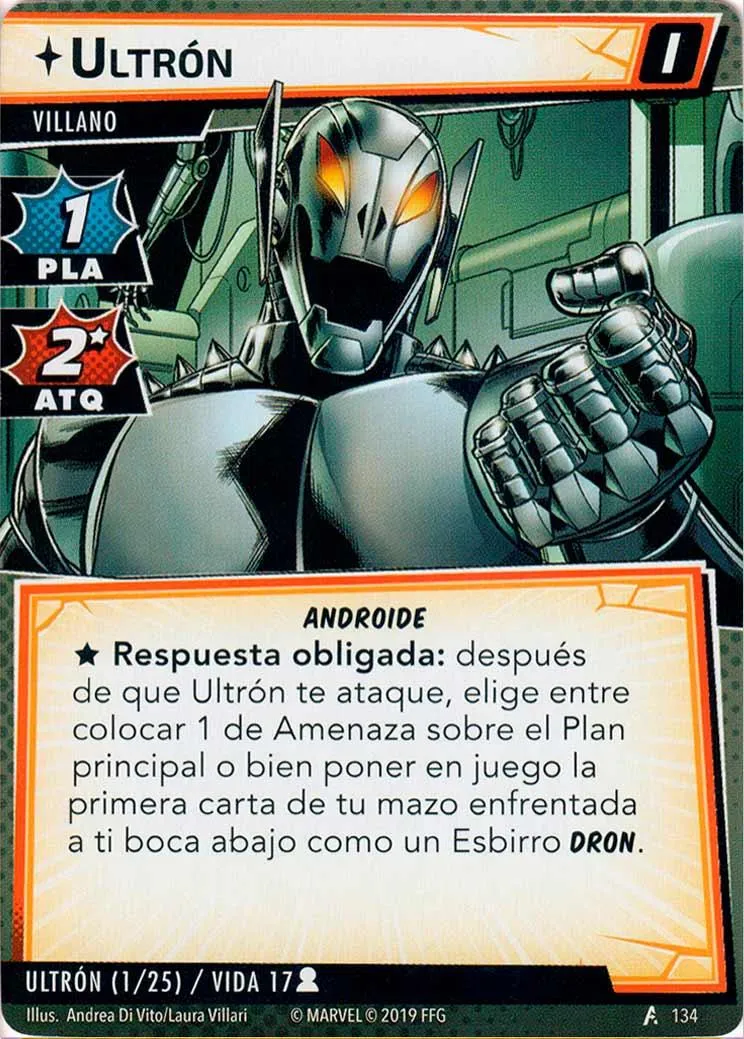 ULTRÓN
I
VILLANO
1
PLA
2★
ATQ
ANDROIDE
★ Respuesta obligada: después
de que Ultrón te ataque, elige entre
colocar 1 de Amenaza sobre el Plan
principal o bien poner en juego la
primera carta de tu mazo enfrentada
a ti boca abajo como un Esbirro DRON.
ULTRÓN (1/25) / VIDA 17
Illus. Andrea Di Vito/Laura Villari © MARVEL © 2019 FFG 134